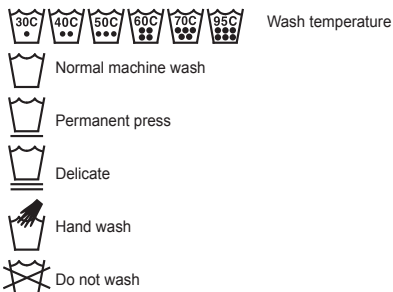 30C 40C 50C 60C 70C 95C Wash temperature
Normal machine wash
Permanent press
Delicate
Hand wash
Do not wash